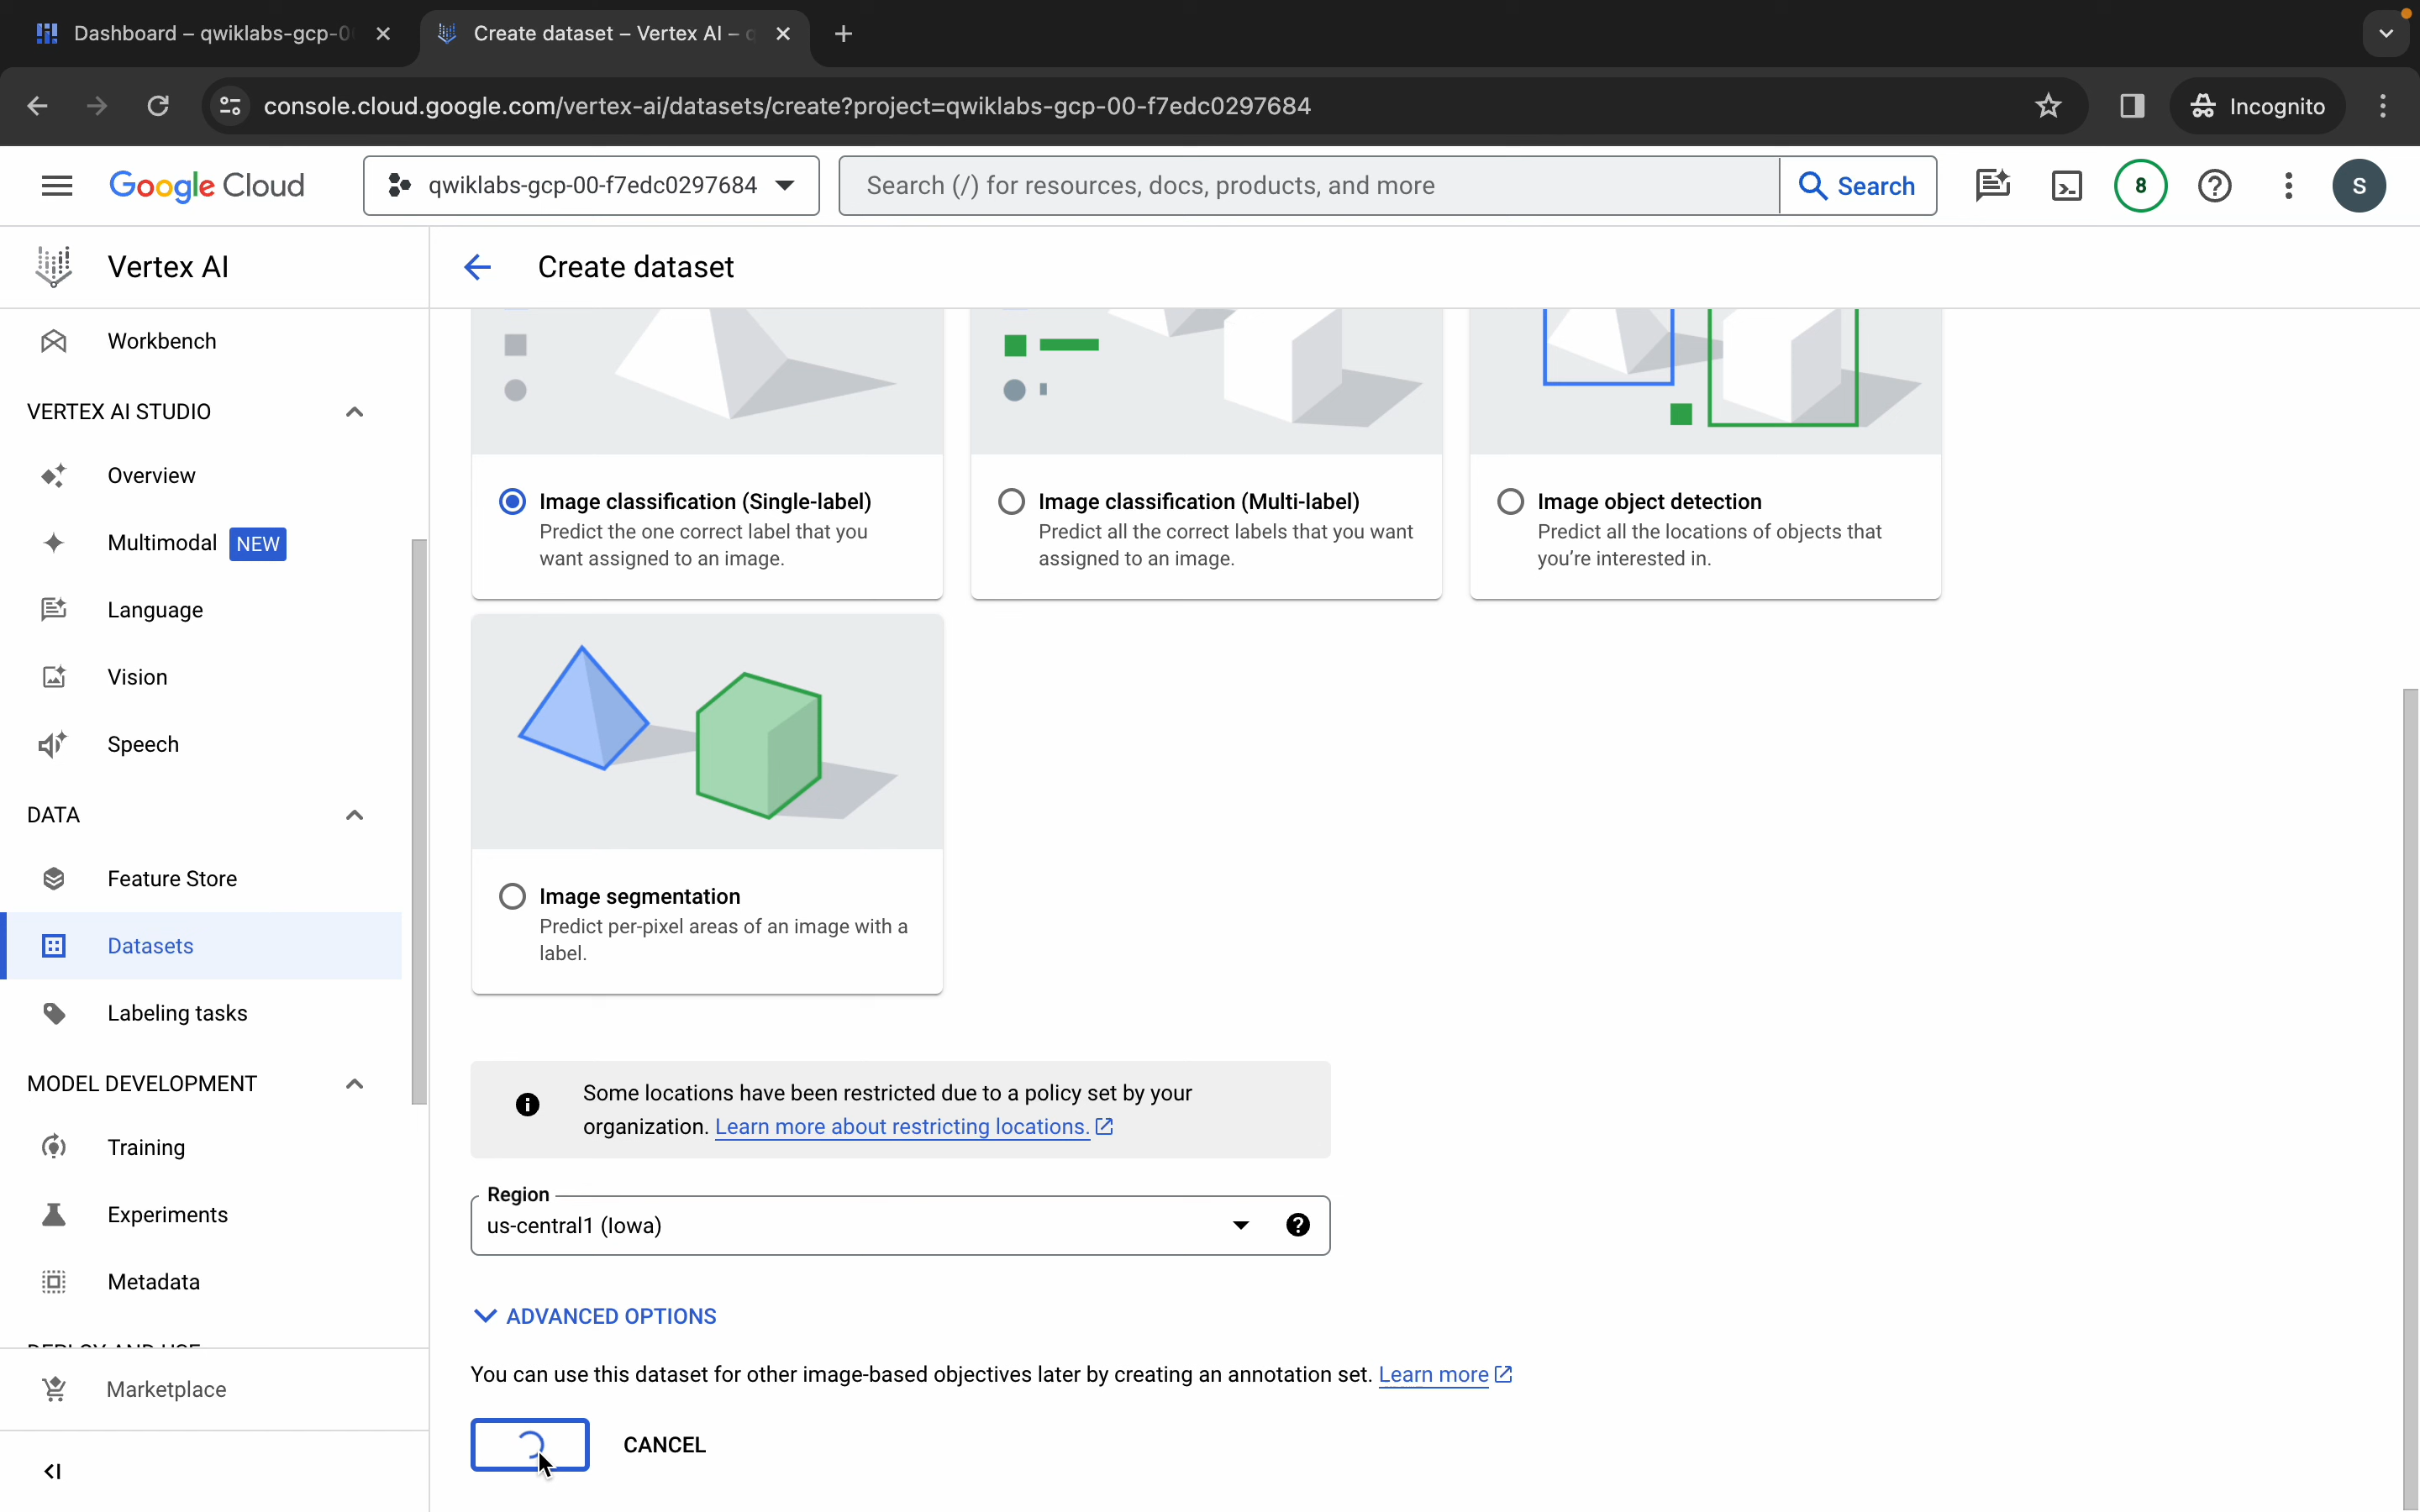 Dashboard – qwiklabs-gcp-0
Create dataset – Vertex AI –
console.cloud.google.com/vertex-ai/datasets/create?project=qwiklabs-gcp-00-f7edc0297684
Incognito
Google Cloud
qwiklabs-gcp-00-f7edc0297684
Search (/) for resources, docs, products, and more
Search
8
S
Vertex AI
Create dataset
Workbench
VERTEX AI STUDIO
Overview
Multimodal NEW
Language
Vision
Speech
DATA
Feature Store
Datasets
Labeling tasks
MODEL DEVELOPMENT
Training
Experiments
Metadata
DEPLOY AND USE
Marketplace
Image classification (Single-label)
Predict the one correct label that you
want assigned to an image.
Image classification (Multi-label)
Predict all the correct labels that you want
assigned to an image.
Image object detection
Predict all the locations of objects that
you're interested in.
Image segmentation
Predict per-pixel areas of an image with a
label.
Some locations have been restricted due to a policy set by your
organization. Learn more about restricting locations.
Region
us-central1 (Iowa)
ADVANCED OPTIONS
You can use this dataset for other image-based objectives later by creating an annotation set. Learn more
CANCEL